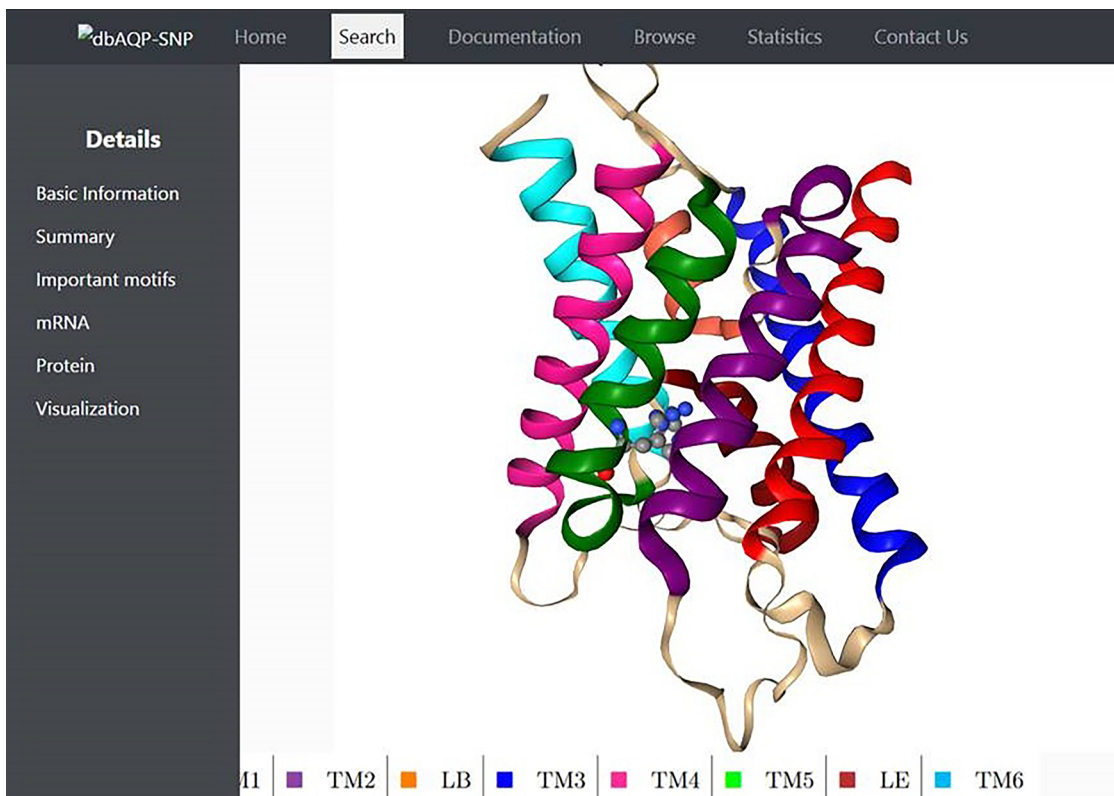 dbAQP-SNP Home Search Documentation Browse Statistics Contact Us
Details
Basic Information
Summary
Important motifs
mRNA
Protein
Visualization
M1 TM2 LB TM3 TM4 TM5 LE TM6